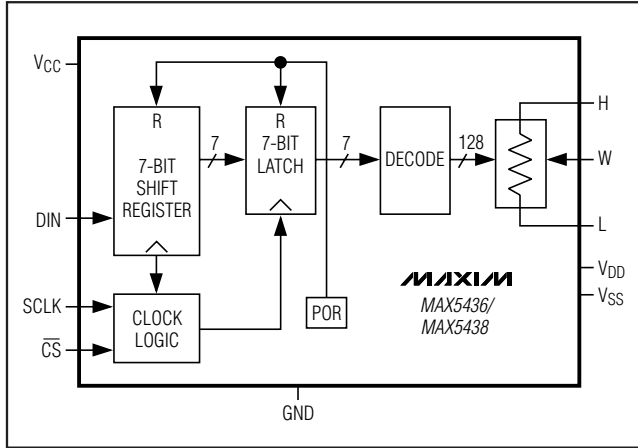 VCC
R
7-BIT
SHIFT
REGISTER
7
R
7-BIT
LATCH
7
DECODE
128
H
W
L
DIN
SCLK
CS
CLOCK
LOGIC
POR
MAXIM
MAX5436/
MAX5438
VDD
VSS
GND